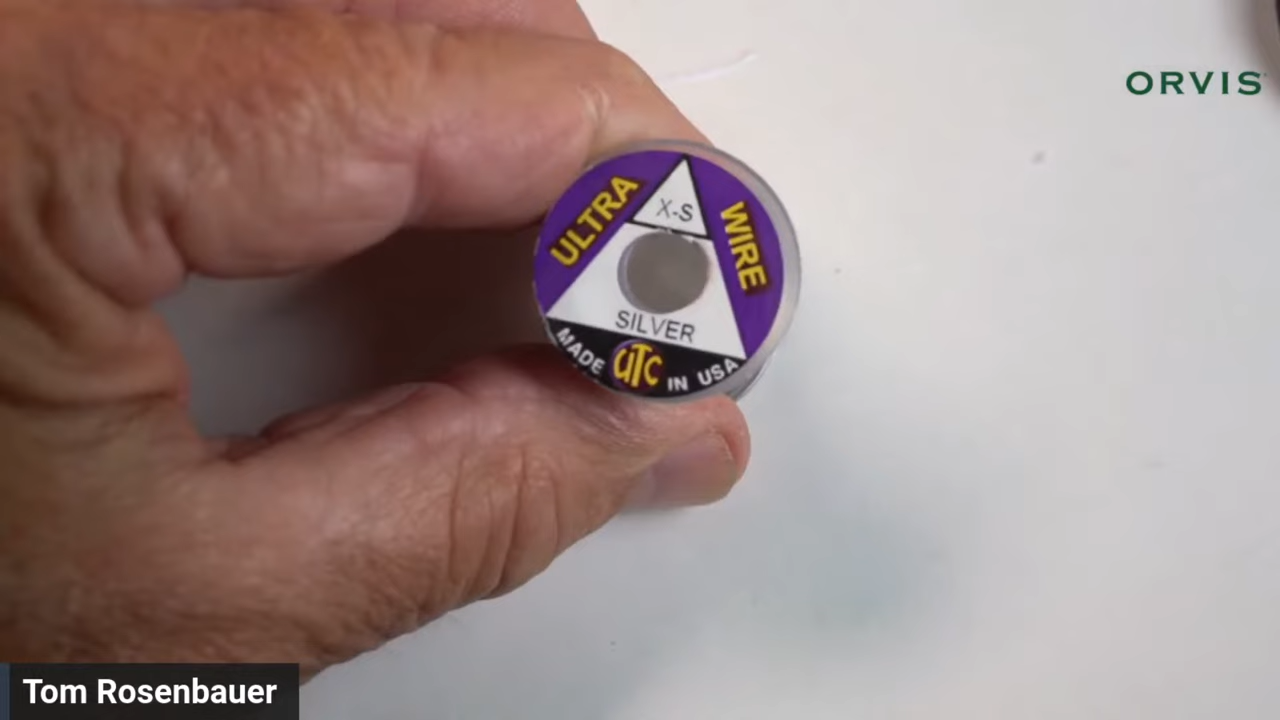 ORVIS
ULTRA
X-S
WIRE
SILVER
MADE UTC IN USA
Tom Rosenbauer